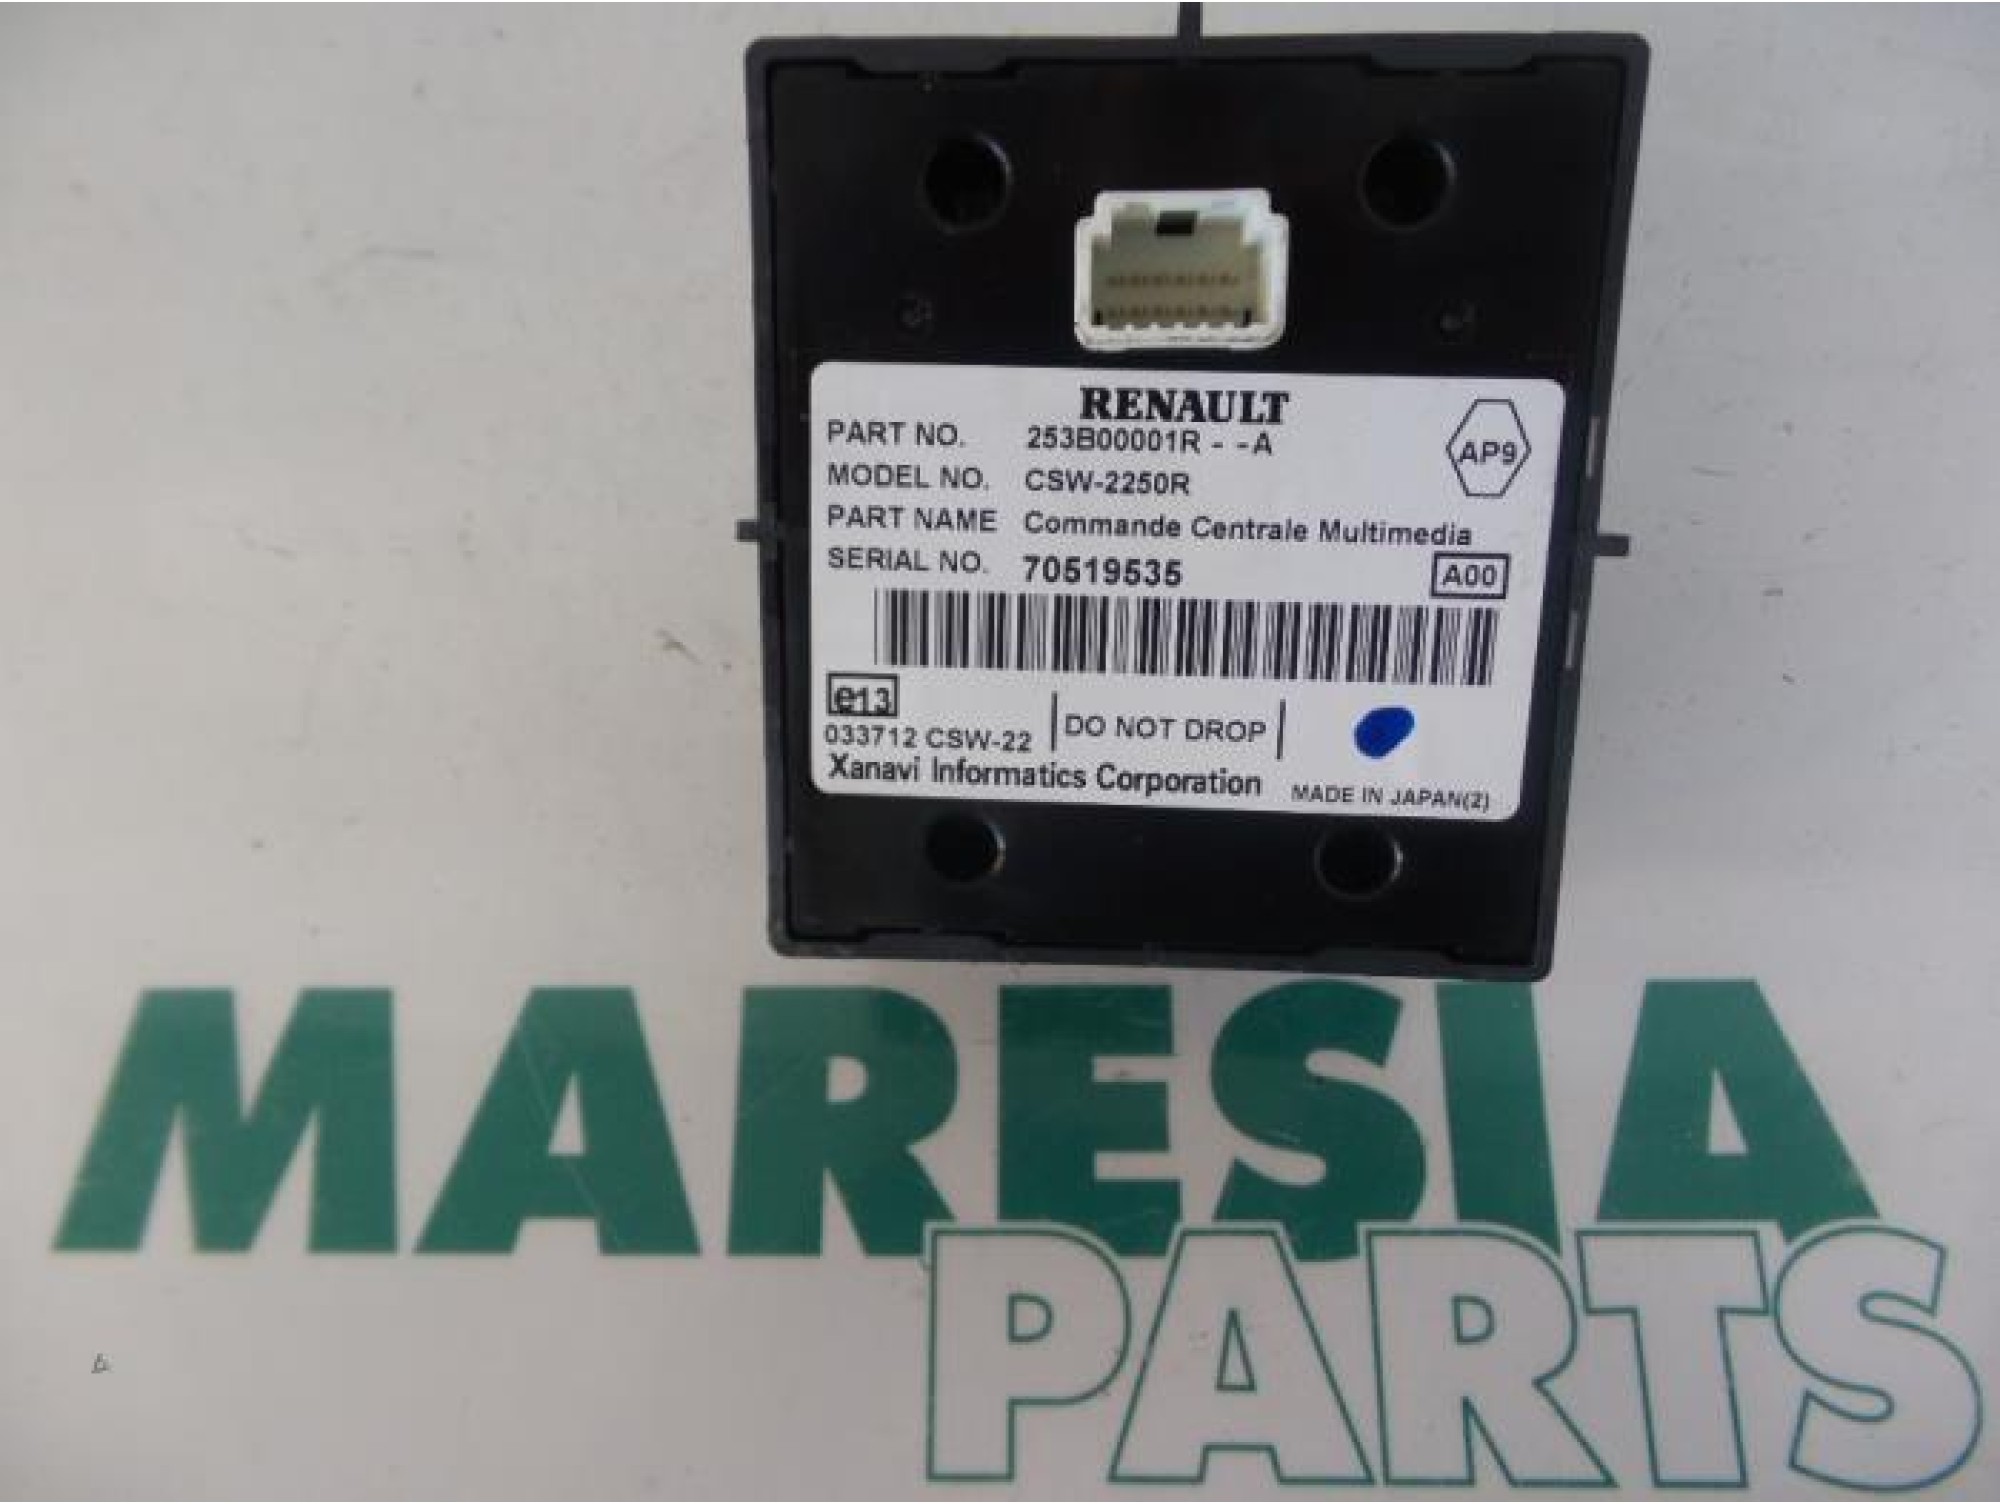 RENAULT
PART NO. 253B00001R - -A
AP9
MODEL NO. CSW-2250R
PART NAME Commande Centrale Multimedia
SERIAL NO. 70519535
A00
e13
033712 CSW-22
DO NOT DROP
Xanavi Informatics Corporation
MADE IN JAPAN(2)
MARESIA
PARTS